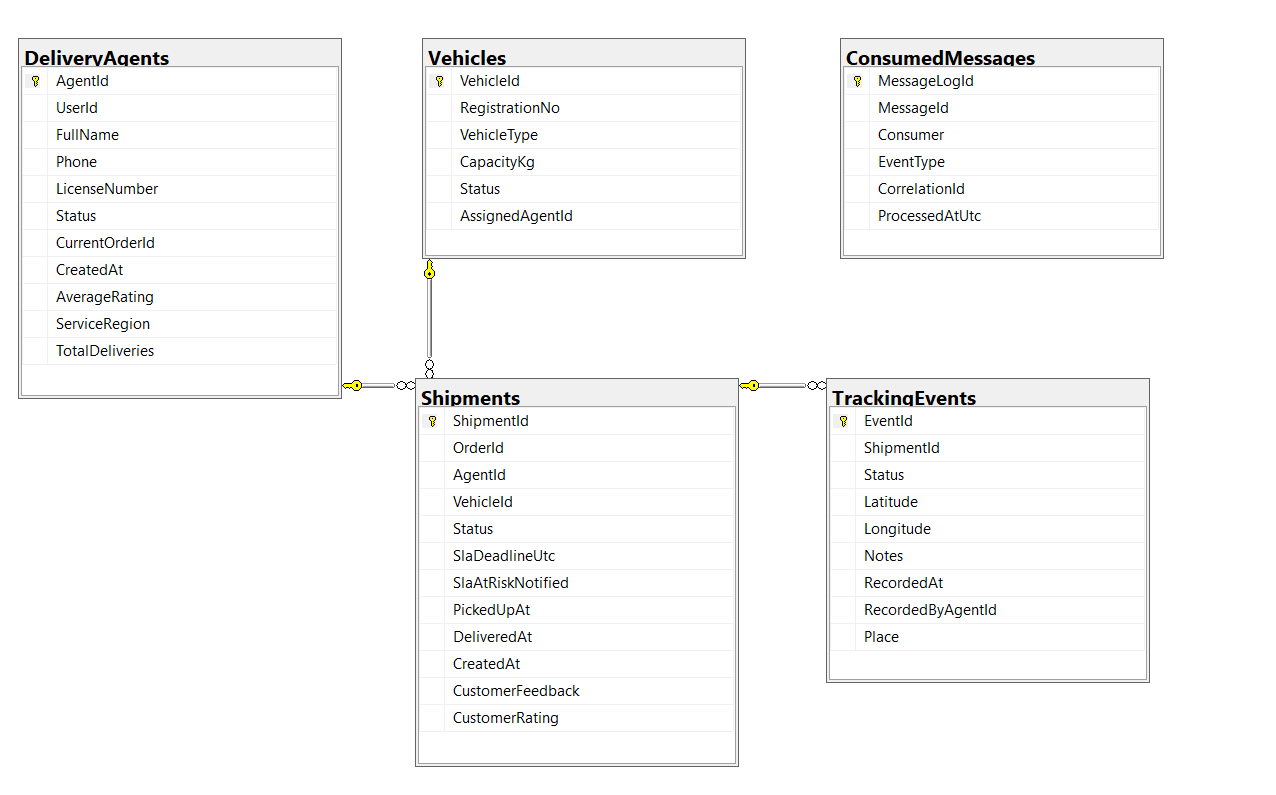 DeliveryAgents
AgentId
UserId
FullName
Phone
LicenseNumber
Status
CurrentOrderId
CreatedAt
AverageRating
ServiceRegion
TotalDeliveries
Vehicles
VehicleId
RegistrationNo
VehicleType
CapacityKg
Status
AssignedAgentId
ConsumedMessages
MessageLogId
MessageId
Consumer
EventType
CorrelationId
ProcessedAtUtc
Shipments
ShipmentId
OrderId
AgentId
VehicleId
Status
SlaDeadlineUtc
SlaAtRiskNotified
PickedUpAt
DeliveredAt
CreatedAt
CustomerFeedback
CustomerRating
TrackingEvents
EventId
ShipmentId
Status
Latitude
Longitude
Notes
RecordedAt
RecordedByAgentId
Place